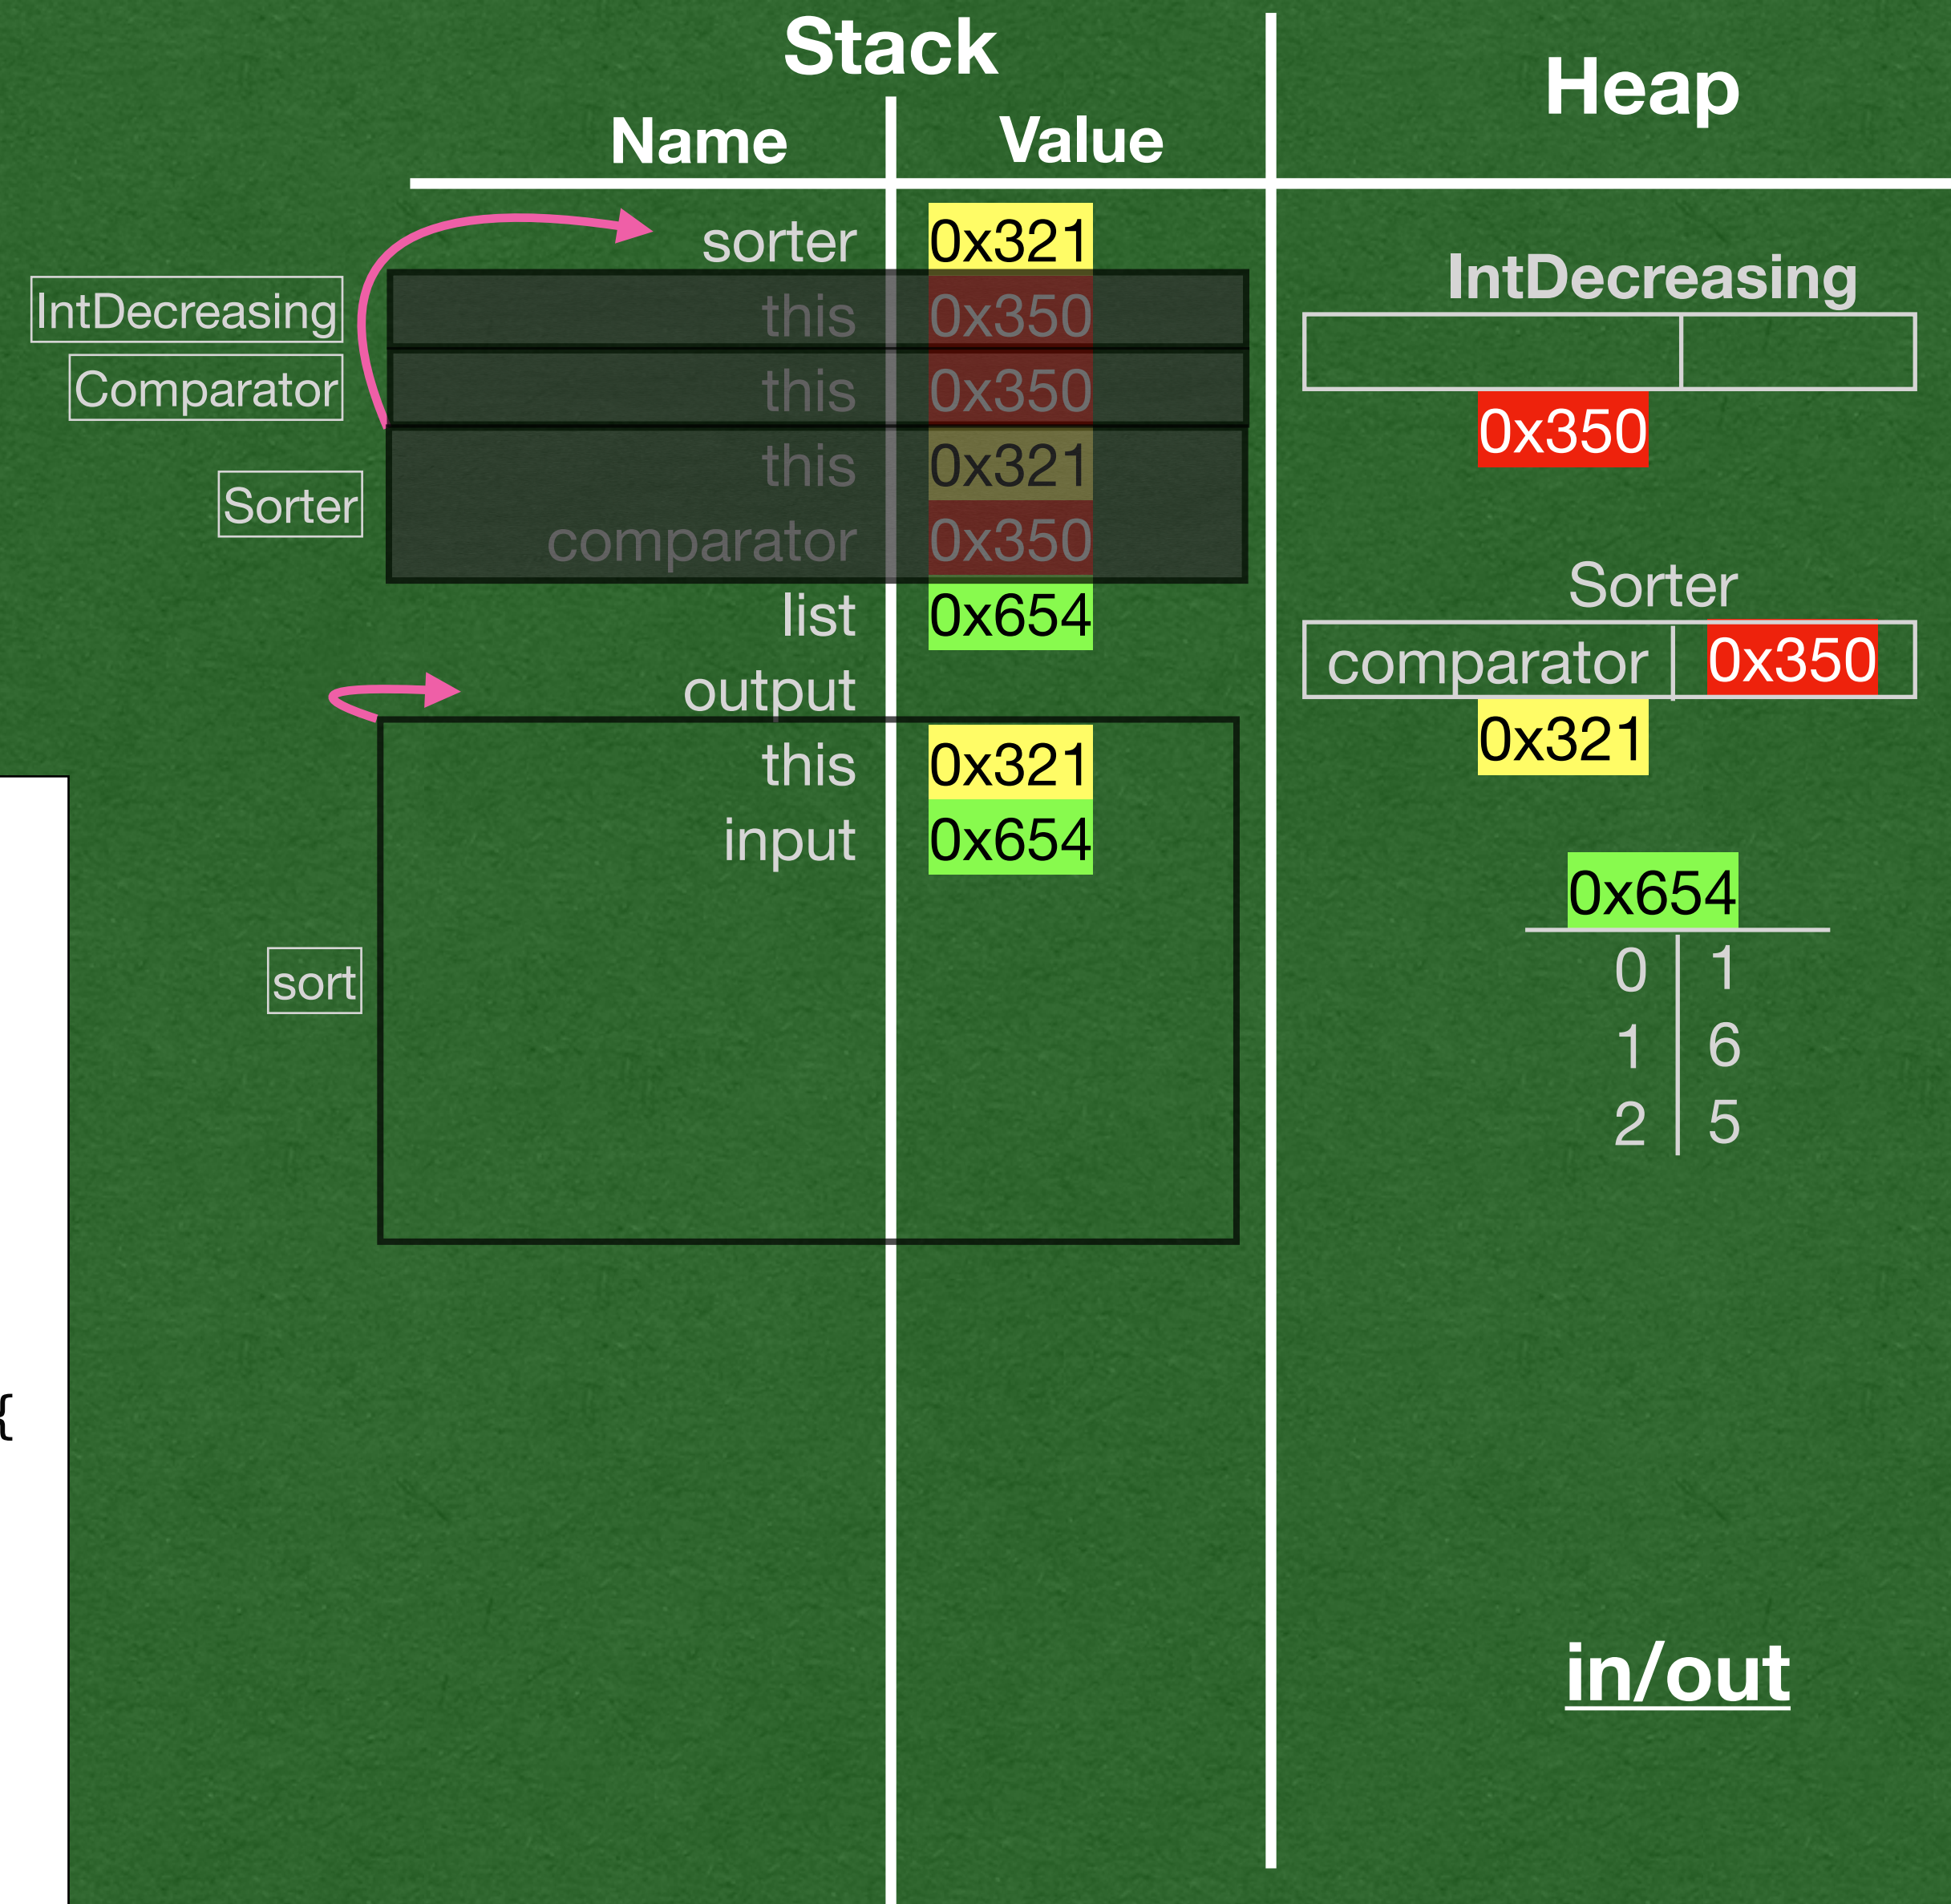 Stack
Heap
Name Value
sorter 0x321
IntDecreasing this 0x350
Comparator this 0x350
this 0x321
Sorter
comparator 0x350
list 0x654
output
this 0x321
input 0x654
sort
IntDecreasing
0x350
Sorter
comparator 0x350
0x321
0x654
0 1
1 6
2 5
{
in/out